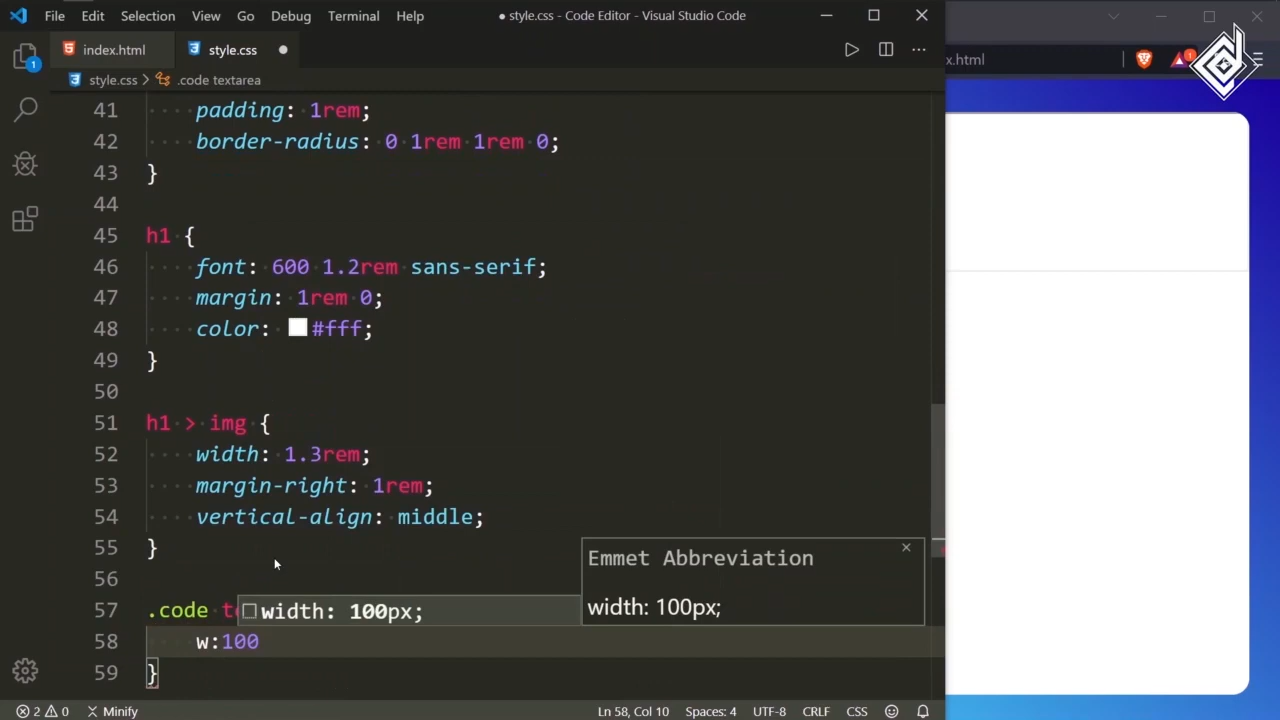 File Edit Selection View Go Debug Terminal Help
● style.css - Code Editor - Visual Studio Code
index.html style.css ●
style.css > .code textarea
x.html
1
1
41 padding: 1rem;
42 border-radius: 0 1rem 1rem 0;
43 }
44
45 h1 {
46 font: 600 1.2rem sans-serif;
47 margin: 1rem 0;
48 color: #fff;
49 }
50
51 h1 > img {
52 width: 1.3rem;
53 margin-right: 1rem;
54 vertical-align: middle;
55 }
56
57 .code t
width: 100px;
Emmet Abbreviation
width: 100px;
58 w:100
59 }
2 0 Minify Ln 58, Col 10 Spaces: 4 UTF-8 CRLF CSS